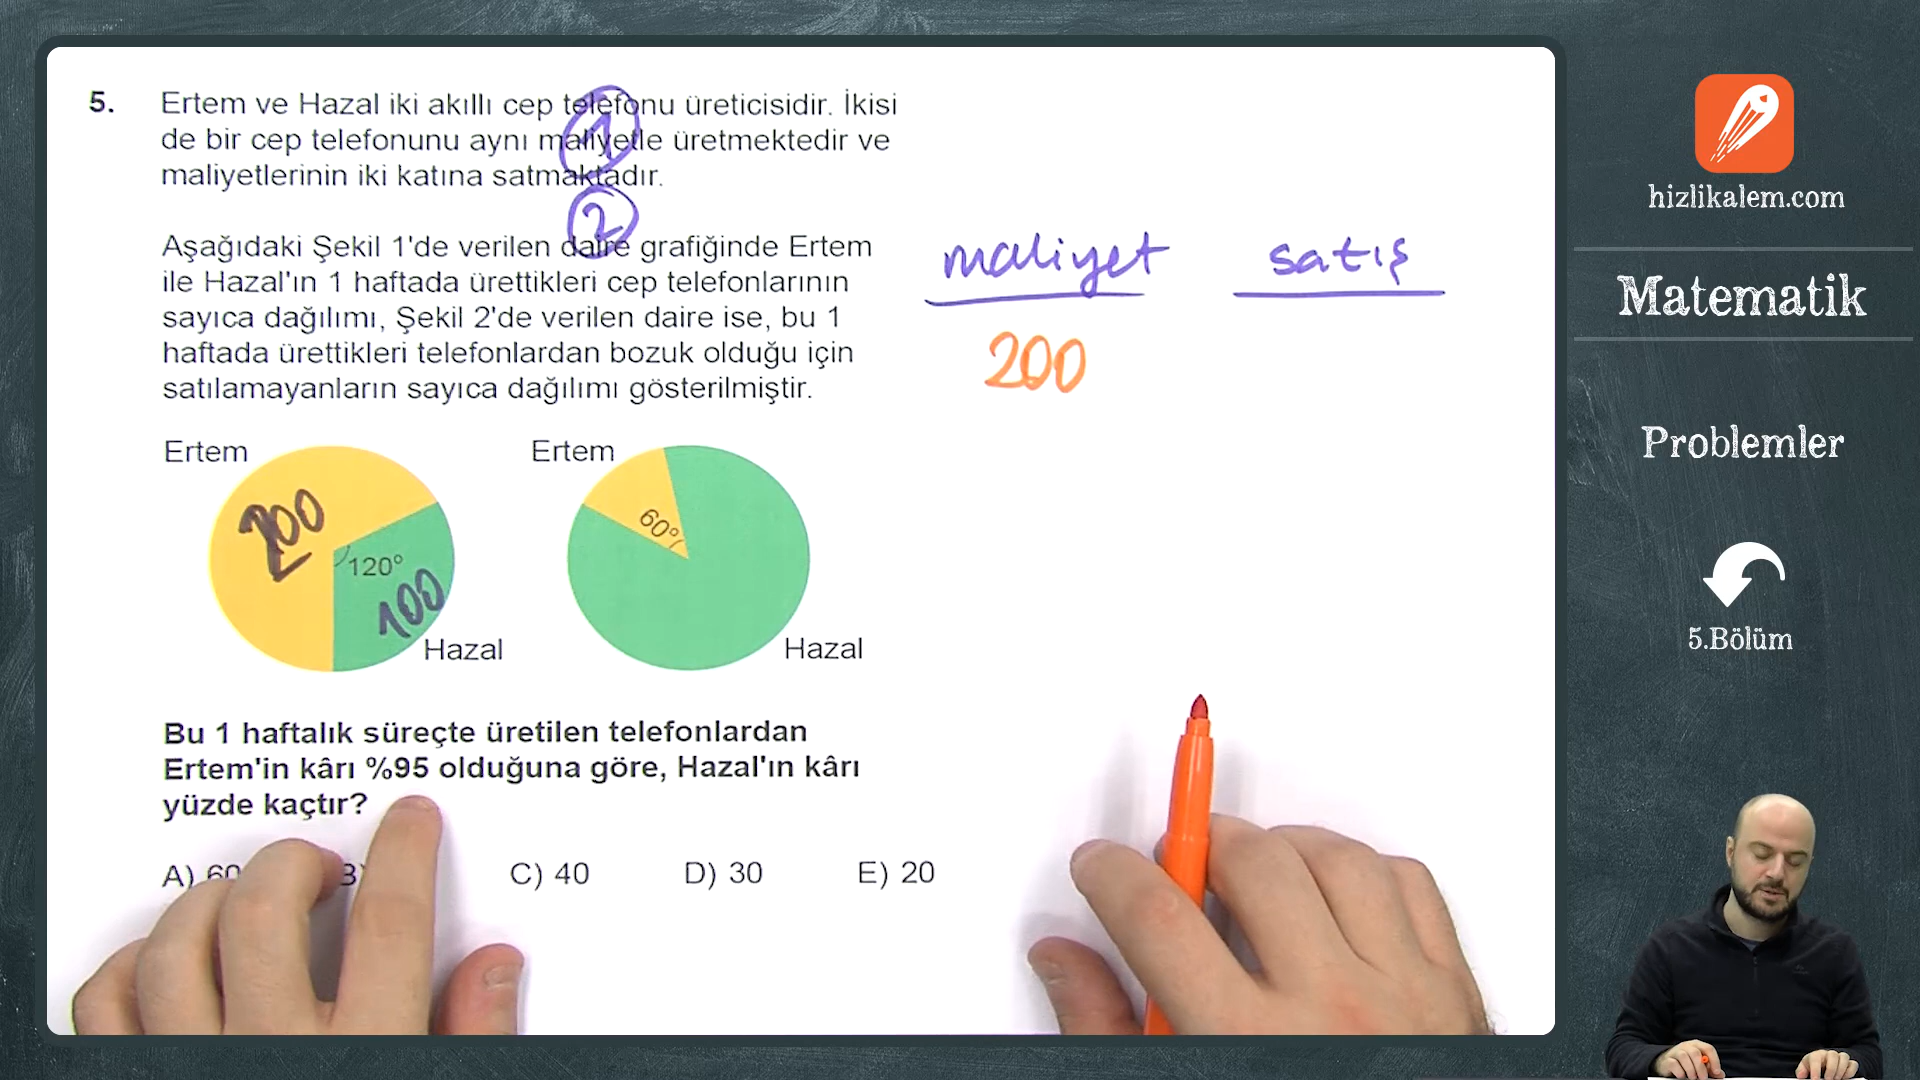 5. Ertem ve Hazal iki akıllı cep telefonu üreticisidir. İkisi
de bir cep telefonunu aynı maliyetle üretmektedir ve
maliyetlerinin iki katına satmaktadır.
1
2
Aşağıdaki Şekil 1'de verilen daire grafiğinde Ertem
ile Hazal'ın 1 haftada ürettikleri cep telefonlarının
sayıca dağılımı, Şekil 2'de verilen daire ise, bu 1
haftada ürettikleri telefonlardan bozuk olduğu için
satılamayanların sayıca dağılımı gösterilmiştir.
maliyet satış
200
Ertem
200
120°
100
Hazal
Ertem
60°
Hazal
Bu 1 haftalık süreçte üretilen telefonlardan
Ertem'in kârı %95 olduğuna göre, Hazal'ın kârı
yüzde kaçtır?
A) 60 C) 40 D) 30 E) 20
hizlikalem.com
Matematik
Problemler
5.Bölüm